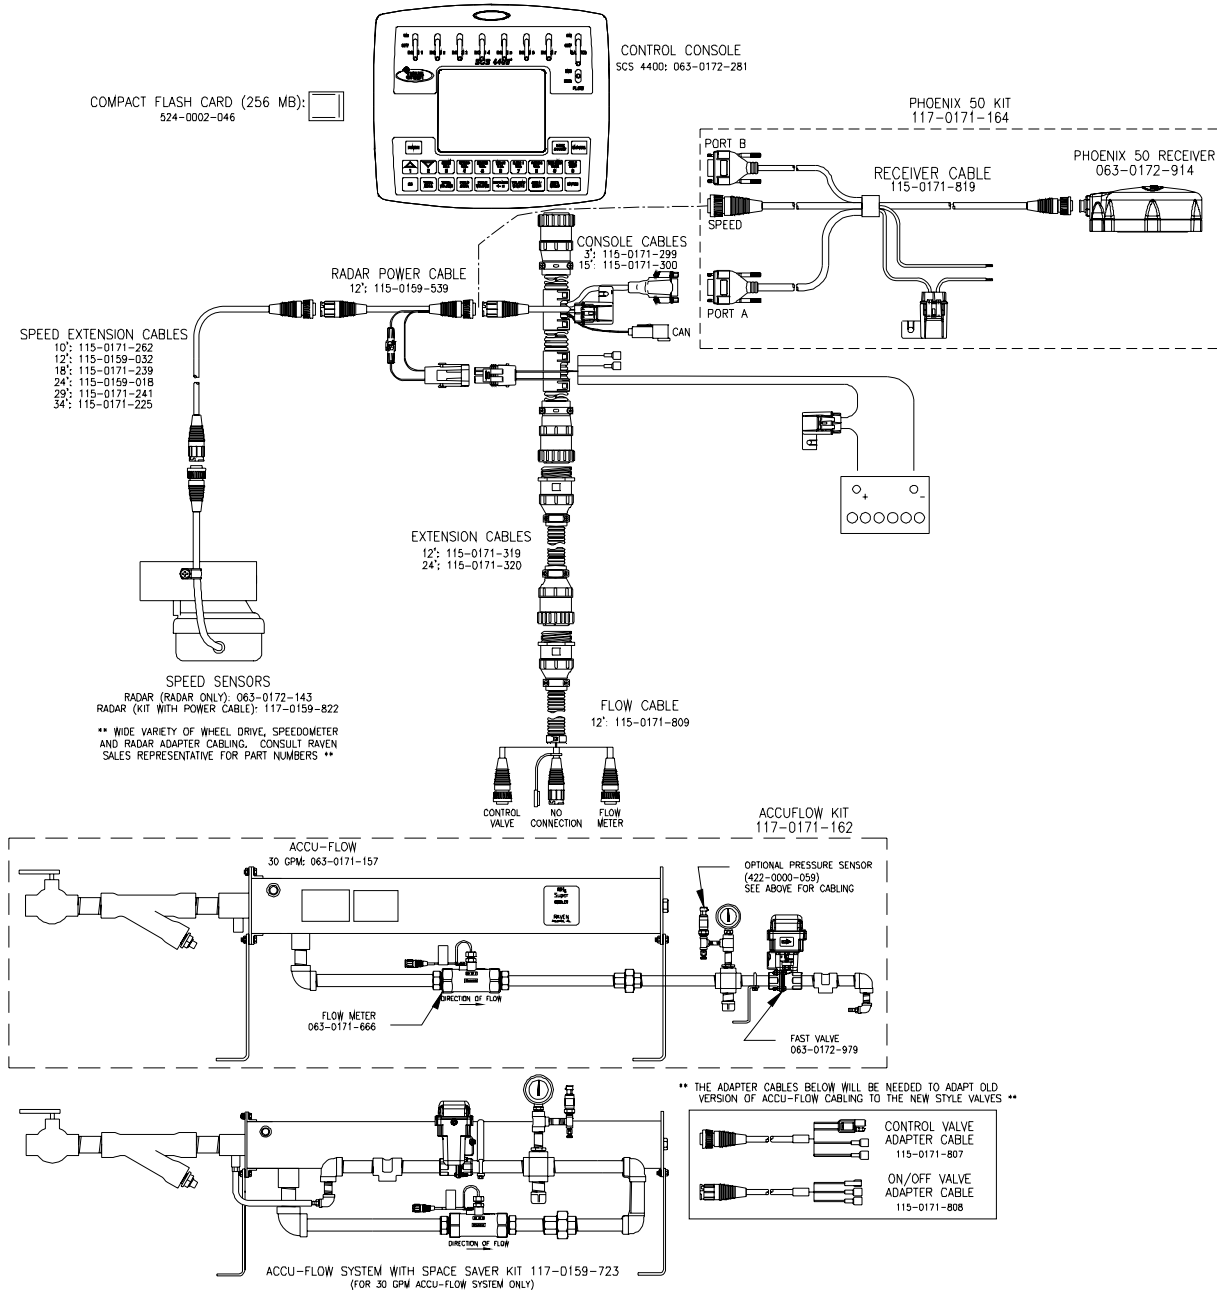 SCS 4400
CONTROL CONSOLE
SCS 4400: 063-0172-281
COMPACT FLASH CARD (256 MB):
524-0002-046
PHOENIX 50 KIT
117-0171-164
PORT B
RECEIVER CABLE
115-0171-819
PHOENIX 50 RECEIVER
063-0172-914
SPEED
PORT A
CONSOLE CABLES
3': 115-0171-299
15': 115-0171-300
CAN
RADAR POWER CABLE
12': 115-0159-539
SPEED EXTENSION CABLES
10': 115-0171-262
12': 115-0159-032
18': 115-0171-239
24': 115-0159-018
29': 115-0171-241
34': 115-0171-225
+
-
EXTENSION CABLES
12': 115-0171-319
24': 115-0171-320
SPEED SENSORS
RADAR (RADAR ONLY): 063-0172-143
RADAR (KIT WITH POWER CABLE): 117-0159-822
** WIDE VARIETY OF WHEEL DRIVE, SPEEDOMETER
AND RADAR ADAPTER CABLING. CONSULT RAVEN
SALES REPRESENTATIVE FOR PART NUMBERS **
FLOW CABLE
12': 115-0171-809
CONTROL
VALVE
NO
CONNECTION
FLOW
METER
ACCUFLOW KIT
117-0171-162
ACCU-FLOW
30 GPM: 063-0171-157
OPTIONAL PRESSURE SENSOR
(422-0000-059)
SEE ABOVE FOR CABLING
Super
RAVEN
DIRECTION OF FLOW
FLOW METER
063-0171-666
FAST VALVE
063-0172-979
** THE ADAPTER CABLES BELOW WILL BE NEEDED TO ADAPT OLD
VERSION OF ACCU-FLOW CABLING TO THE NEW STYLE VALVES **
CONTROL VALVE
ADAPTER CABLE
115-0171-807
ON/OFF VALVE
ADAPTER CABLE
115-0171-808
DIRECTION OF FLOW
ACCU-FLOW SYSTEM WITH SPACE SAVER KIT 117-0159-723
(FOR 30 GPM ACCU-FLOW SYSTEM ONLY)